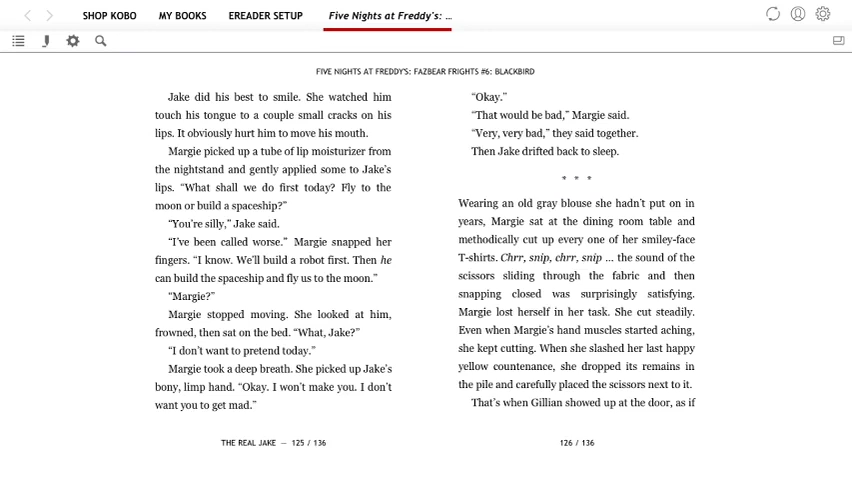 SHOP KOBO
MY BOOKS
EREADER SETUP
Five Nights at Freddy's: ...
FIVE NIGHTS AT FREDDY'S: FAZBEAR FRIGHTS #6: BLACKBIRD
Jake did his best to smile. She watched him
touch his tongue to a couple small cracks on his
lips. It obviously hurt him to move his mouth.
Margie picked up a tube of lip moisturizer from
the nightstand and gently applied some to Jake’s
lips. “What shall we do first today? Fly to the
moon or build a spaceship?”
“You’re silly,” Jake said.
“I’ve been called worse.” Margie snapped her
fingers. “I know. We’ll build a robot first. Then he
can build the spaceship and fly us to the moon.”
“Margie?”
Margie stopped moving. She looked at him,
frowned, then sat on the bed. “What, Jake?”
“I don’t want to pretend today.”
Margie took a deep breath. She picked up Jake’s
bony, limp hand. “Okay. I won’t make you. I don’t
want you to get mad.”
THE REAL JAKE — 125 / 136
“Okay.”
“That would be bad,” Margie said.
“Very, very bad,” they said together.
Then Jake drifted back to sleep.
* * *
Wearing an old gray blouse she hadn’t put on in
years, Margie sat at the dining room table and
methodically cut up every one of her smiley-face
T-shirts. Chrr, snip, chrr, snip ... the sound of the
scissors sliding through the fabric and then
snapping closed was surprisingly satisfying.
Margie lost herself in her task. She cut steadily.
Even when Margie’s hand muscles started aching,
she kept cutting. When she slashed her last happy
yellow countenance, she dropped its remains in
the pile and carefully placed the scissors next to it.
That’s when Gillian showed up at the door, as if
126 / 136